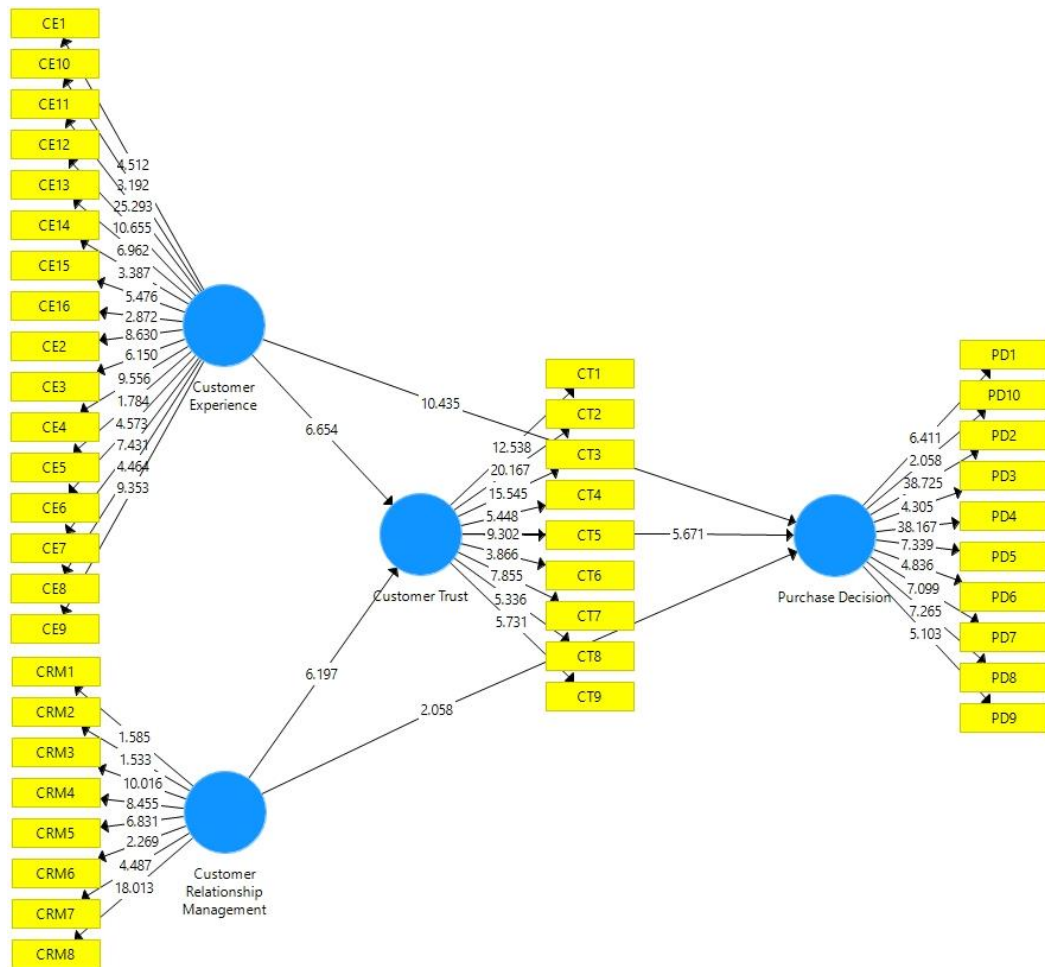 CE1
CE10
CE11
CE12
CE13
CE14
CE15
CE16
CE2
CE3
CE4
CE5
CE6
CE7
CE8
CE9
4.512
3.192
25.293
10.655
6.962
3.387
5.476
2.872
8.630
6.150
9.556
1.784
4.573
7.431
4.464
9.353
Customer
Experience
10.435
6.654
CRM1
CRM2
CRM3
CRM4
CRM5
CRM6
CRM7
CRM8
1.585
1.533
10.016
8.455
6.831
2.269
4.487
18.013
Customer
Relationship
Management
6.197
2.058
Customer Trust
12.538
20.167
15.545
5.448
9.302
3.866
7.855
5.336
5.731
CT1
CT2
CT3
CT4
CT5
CT6
CT7
CT8
CT9
5.671
Purchase Decision
6.411
2.058
38.725
4.305
38.167
7.339
4.836
7.099
7.265
5.103
PD1
PD10
PD2
PD3
PD4
PD5
PD6
PD7
PD8
PD9